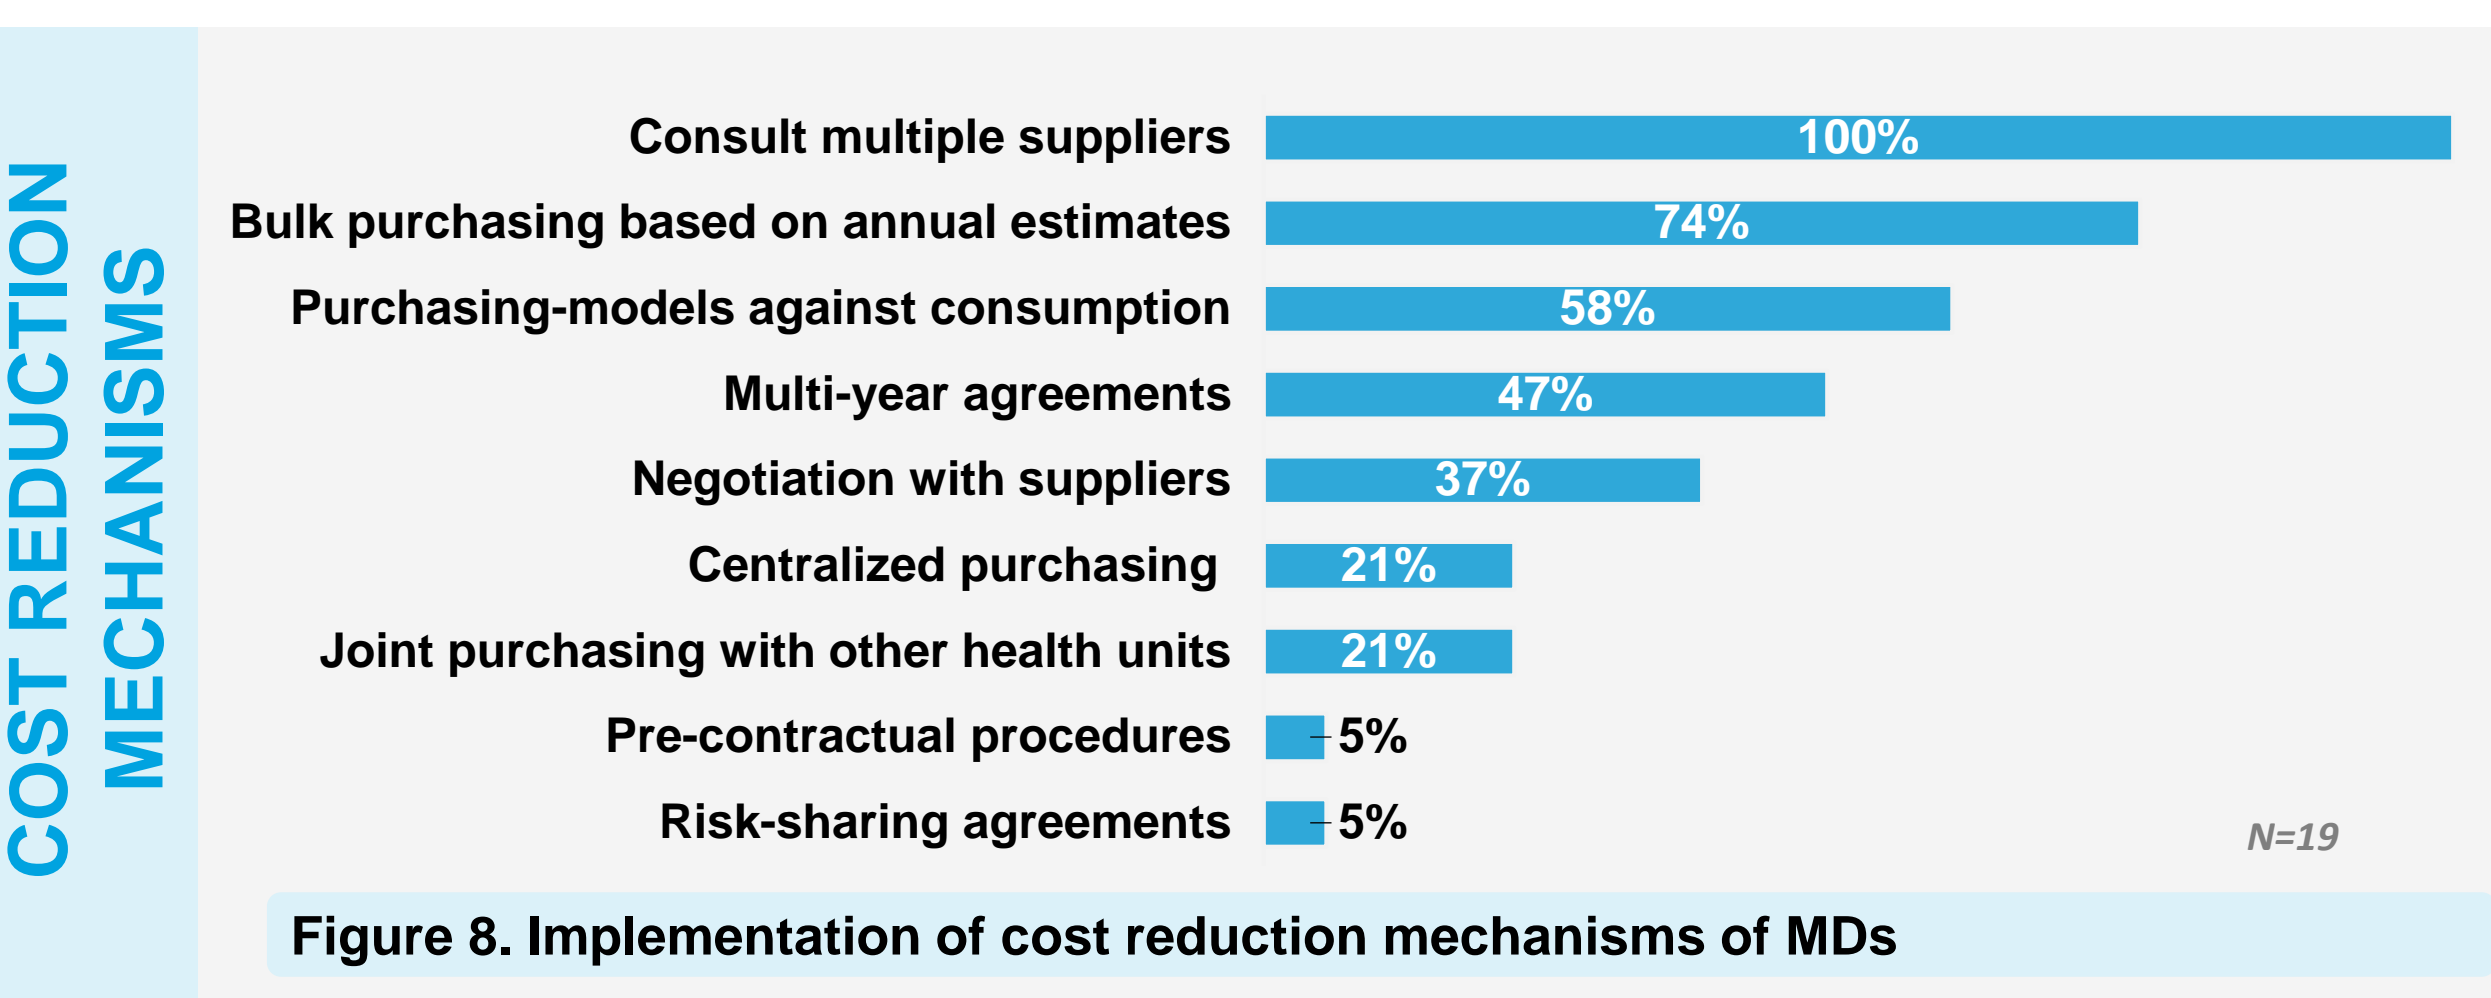 COST REDUCTION
MECHANISMS
Consult multiple suppliers 100%
Bulk purchasing based on annual estimates 74%
Purchasing-models against consumption 58%
Multi-year agreements 47%
Negotiation with suppliers 37%
Centralized purchasing 21%
Joint purchasing with other health units 21%
Pre-contractual procedures 5%
Risk-sharing agreements 5%
N=19
Figure 8. Implementation of cost reduction mechanisms of MDs